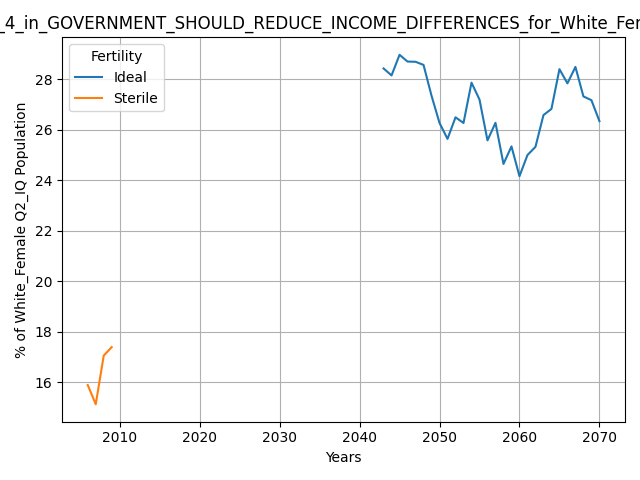 _4_in_GOVERNMENT_SHOULD_REDUCE_INCOME_DIFFERENCES_for_White_Fer
Fertility
Ideal
Sterile
% of White_Female Q2_IQ Population
28
26
24
22
20
18
16
2010 2020 2030 2040 2050 2060 2070
Years